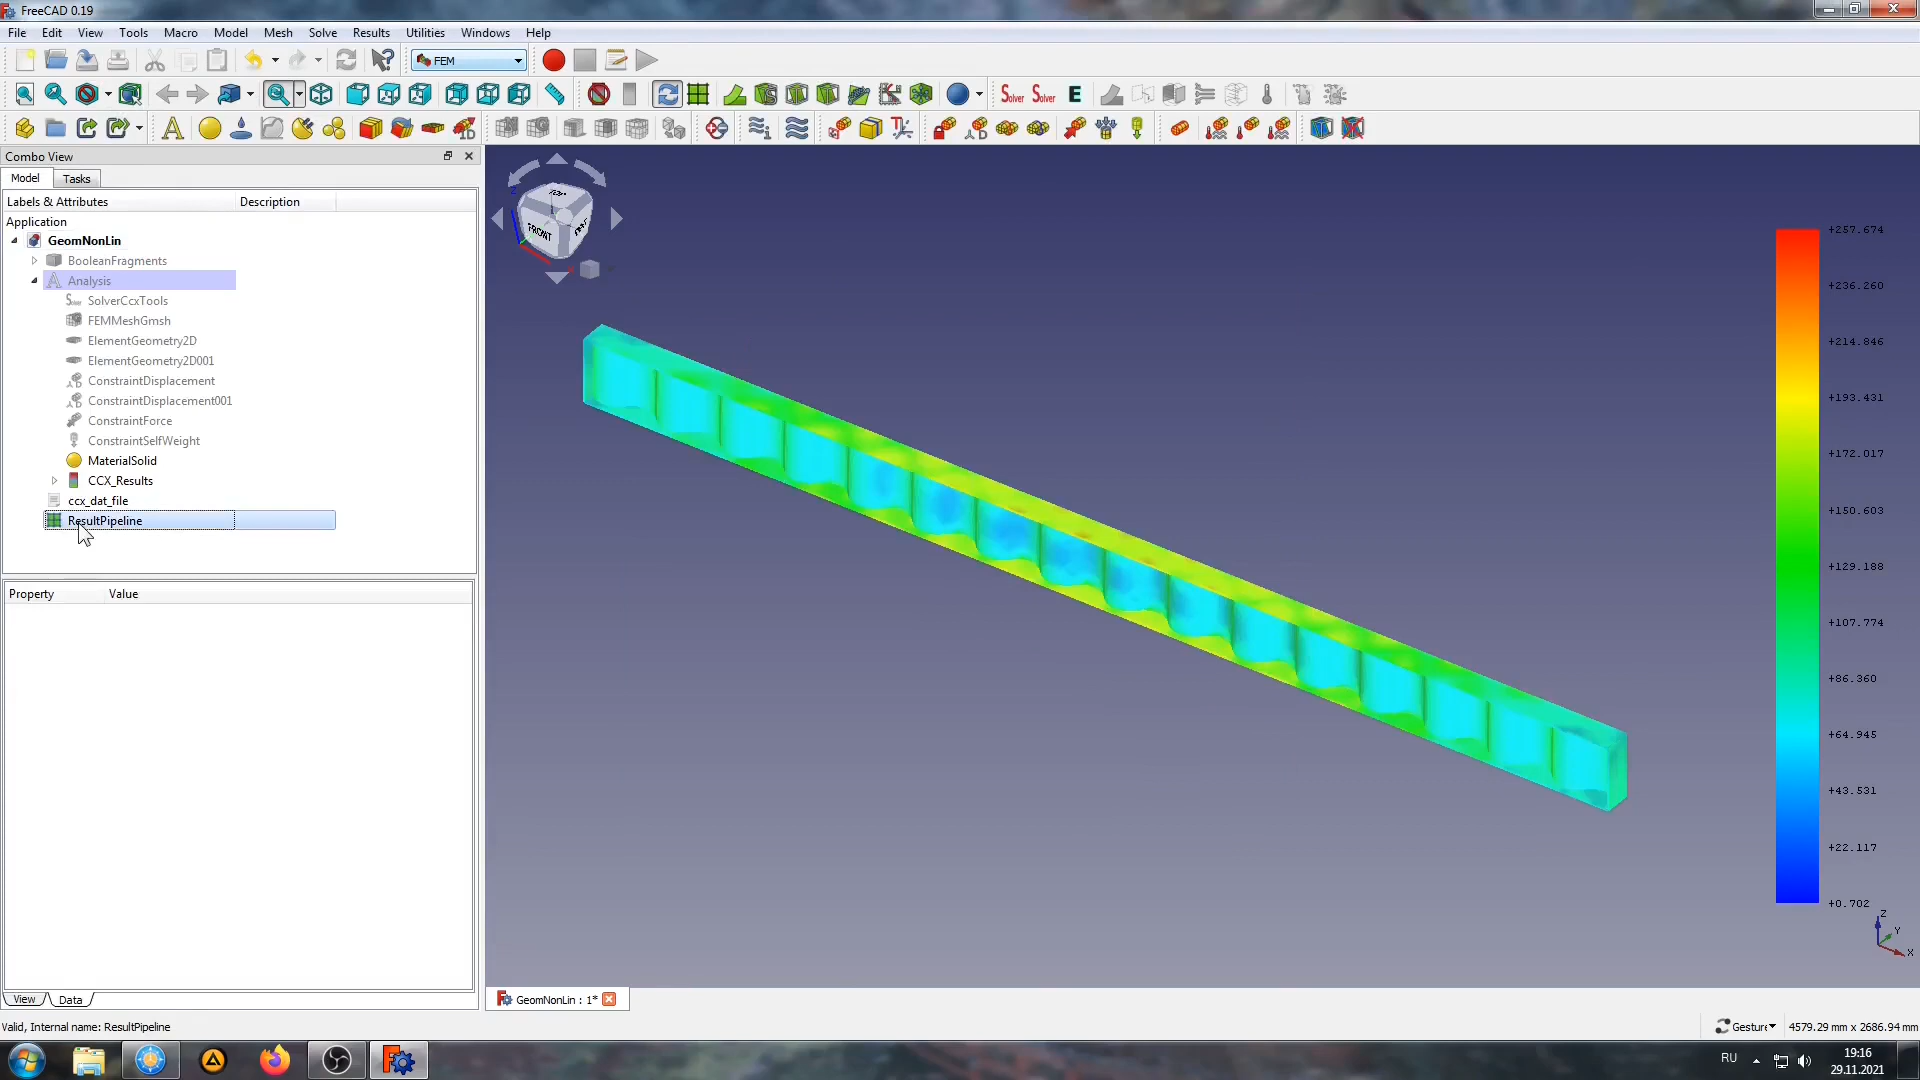 FreeCAD 0.19
File Edit View Tools Macro Model Mesh Solve Results Utilities Windows Help
FEM
Solver Solver E
Combo View
Model Tasks
Labels & Attributes Description
Application
GeomNonLin
BooleanFragments
Analysis
SolverCcxTools
FEMMeshGmsh
ElementGeometry2D
ElementGeometry2D001
ConstraintDisplacement
ConstraintDisplacement001
ConstraintForce
ConstraintSelfWeight
MaterialSolid
CCX_Results
ccx_dat_file
ResultPipeline
Property Value
View Data
TOP
FRONT
+257.674
+236.260
+214.846
+193.431
+172.017
+150.603
+129.188
+107.774
+86.360
+64.945
+43.531
+22.117
+0.702
Z
Y
X
GeomNonLin : 1*
Valid, Internal name: ResultPipeline
Gesture 4579.29 mm x 2686.94 mm
RU
19:16
29.11.2021